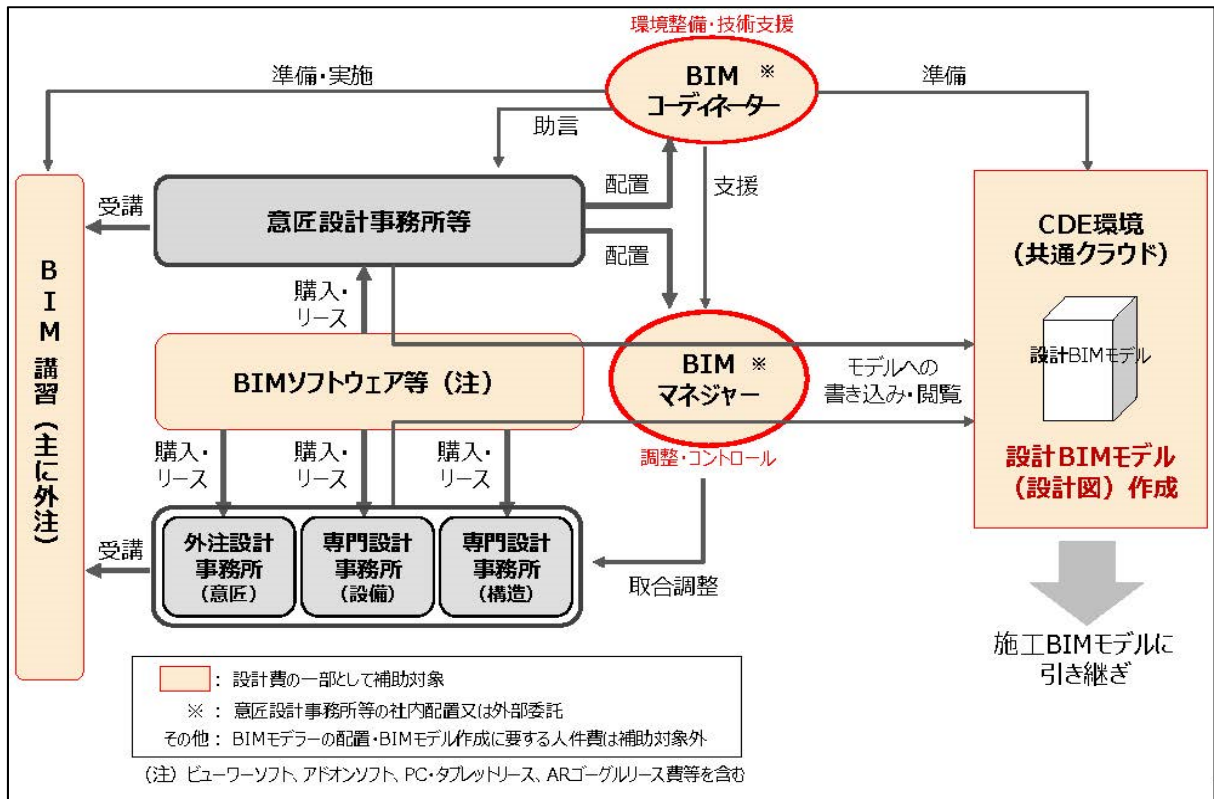 環境整備・技術支援
BIM ※
コーディネーター
準備・実施
準備
助言
配置
支援
受講
意匠設計事務所等
配置
CDE環境
(共通クラウド)
設計BIMモデル
設計BIMモデル
(設計図)作成
BIM講習(主に外注)
購入・
リース
BIMソフトウェア等(注)
BIM ※
マネジャー
モデルへの
書き込み・閲覧
調整・コントロール
購入・
リース
購入・
リース
購入・
リース
受講
外注設計
事務所
(意匠)
専門設計
事務所
(設備)
専門設計
事務所
(構造)
取合調整
施工BIMモデルに
引き継ぎ
:設計費の一部として補助対象
※ :意匠設計事務所等の社内配置又は外部委託
その他:BIMモデラーの配置・BIMモデル作成に要する人件費は補助対象外
(注)ビューワーソフト、アドオンソフト、PC・タブレットリース、ARゴーグルリース費等を含む